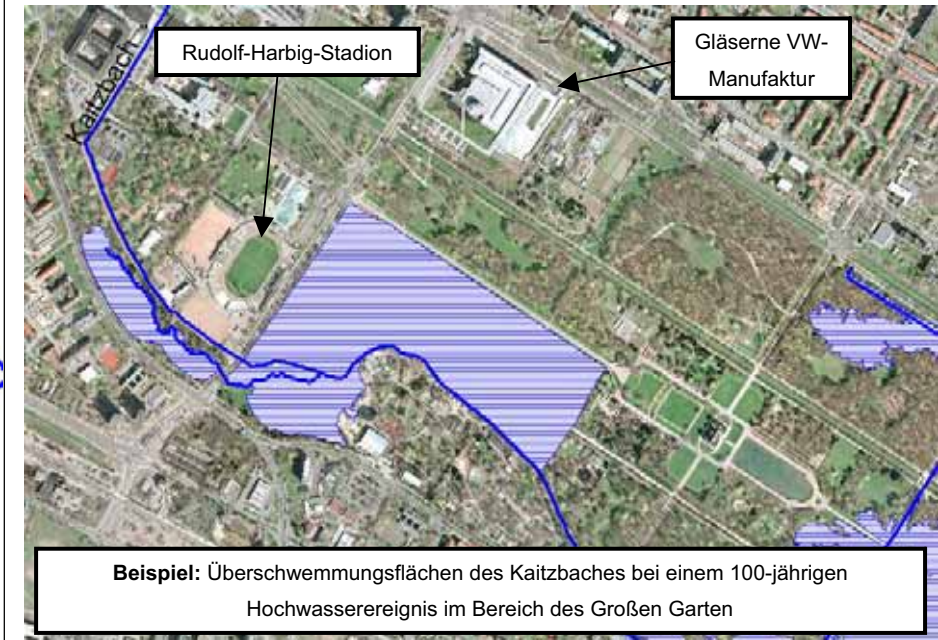 Rudolf-Harbig-Stadion
Gläserne VW-
Manufaktur
Kaitzbach
Beispiel: Überschwemmungsflächen des Kaitzbaches bei einem 100-jährigen
Hochwasserereignis im Bereich des Großen Garten